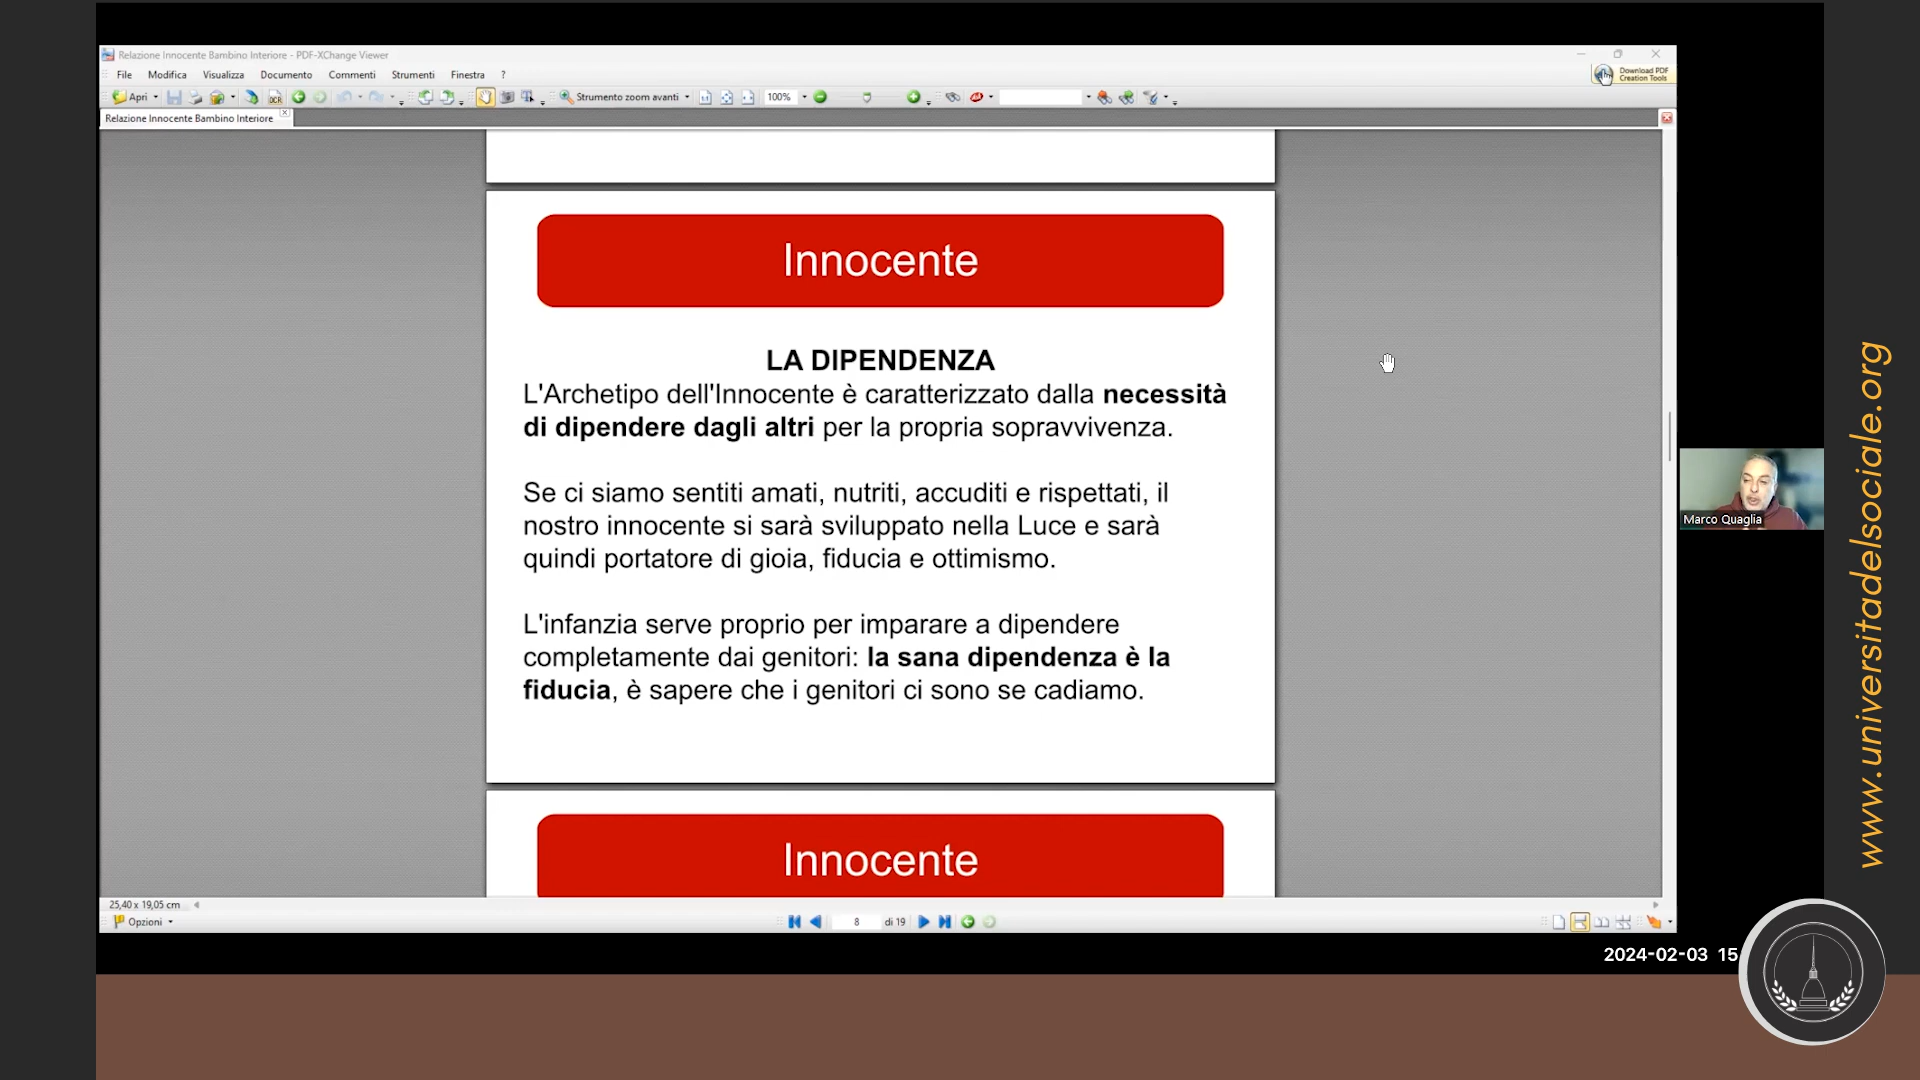 Relazione Innocente Bambino Interiore - PDF-XChange Viewer
File Modifica Visualizza Documento Commenti Strumenti Finestra ?
Download PDF
Creation Tools
Apri
OCR
Strumento zoom avanti
100%
Relazione Innocente Bambino Interiore
Innocente
LA DIPENDENZA
L'Archetipo dell'Innocente è caratterizzato dalla necessità
di dipendere dagli altri per la propria sopravvivenza.
Se ci siamo sentiti amati, nutriti, accuditi e rispettati, il
nostro innocente si sarà sviluppato nella Luce e sarà
quindi portatore di gioia, fiducia e ottimismo.
L'infanzia serve proprio per imparare a dipendere
completamente dai genitori: la sana dipendenza è la
fiducia, è sapere che i genitori ci sono se cadiamo.
Innocente
Marco Quaglia
www.universitadelsociale.org
25,40 x 19,05 cm
Opzioni
8 di 19
2024-02-03 15